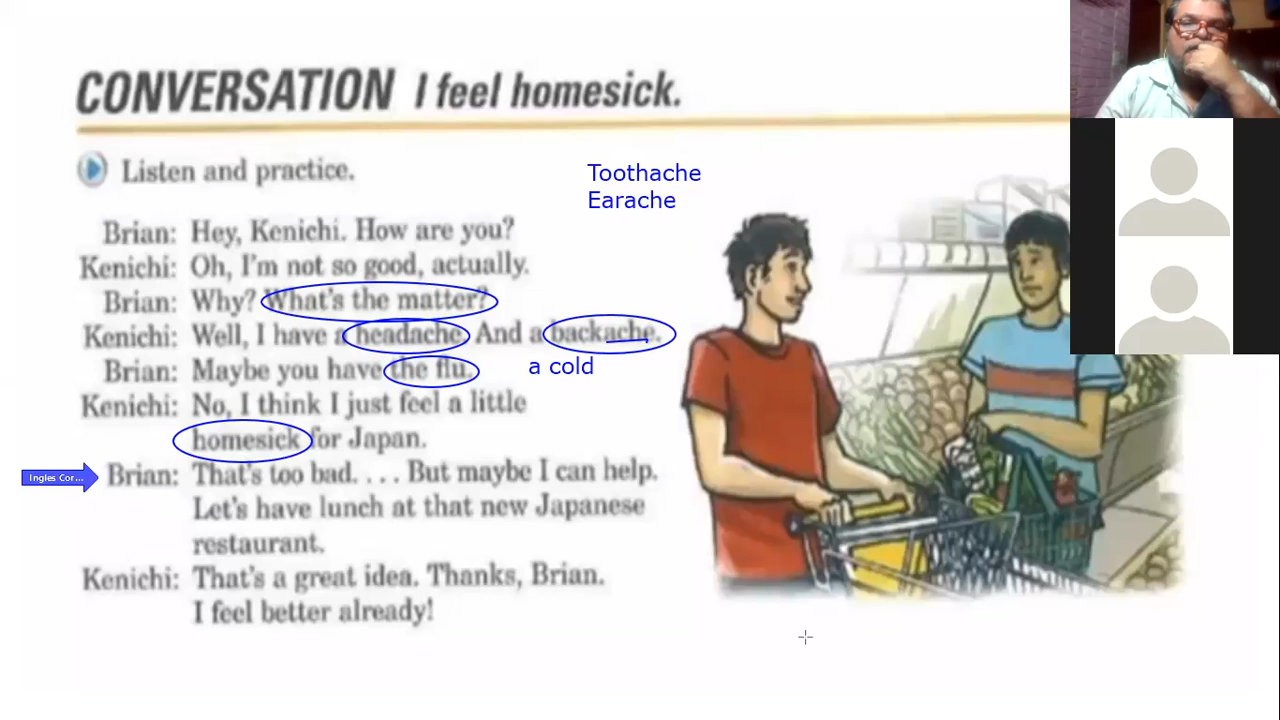 CONVERSATION I feel homesick.
Listen and practice.
Toothache
Earache
Brian: Hey, Kenichi. How are you?
Kenichi: Oh, I'm not so good, actually.
Brian: Why? What's the matter?
Kenichi: Well, I have a headache. And a backache.
Brian: Maybe you have the flu.
a cold
Kenichi: No, I think I just feel a little
homesick for Japan.
Ingles Cor...
Brian: That's too bad. . . . But maybe I can help.
Let's have lunch at that new Japanese
restaurant.
Kenichi: That's a great idea. Thanks, Brian.
I feel better already!